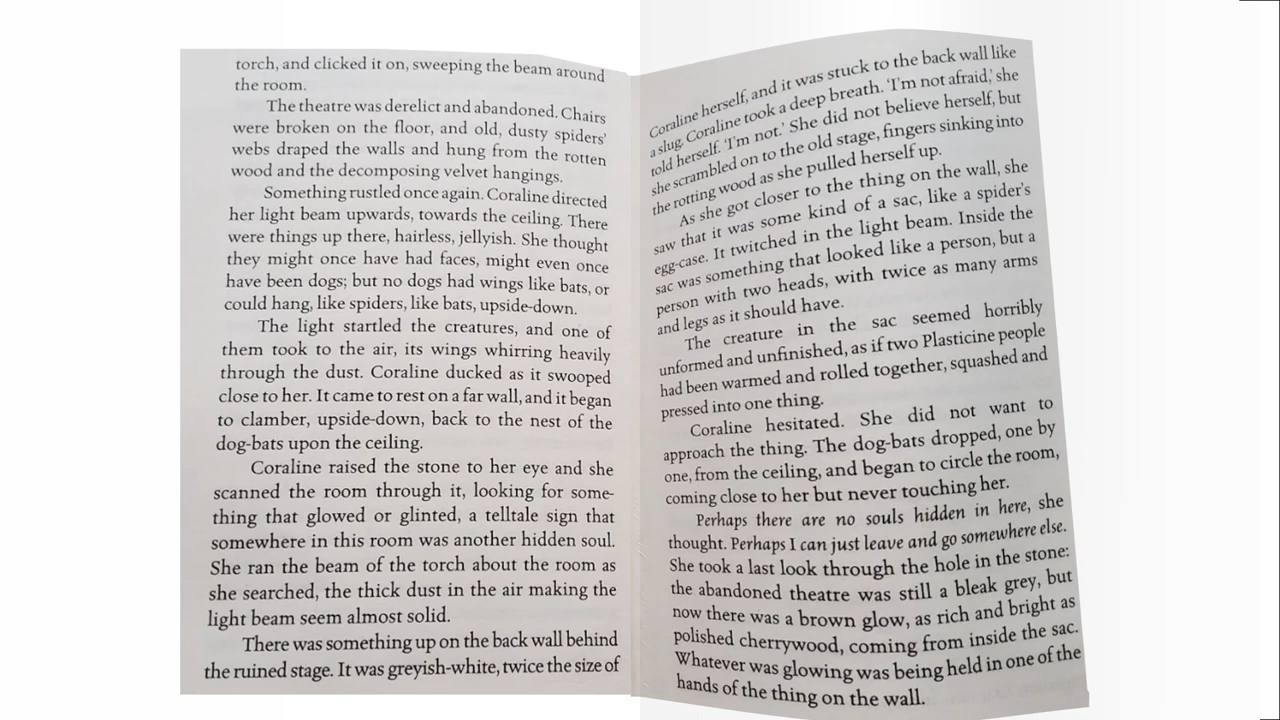 torch, and clicked it on, sweeping the beam around
the room.
The theatre was derelict and abandoned. Chairs
were broken on the floor, and old, dusty spiders'
webs draped the walls and hung from the rotten
wood and the decomposing velvet hangings.
Something rustled once again. Coraline directed
her light beam upwards, towards the ceiling. There
were things up there, hairless, jellyish. She thought
they might once have had faces, might even once
have been dogs; but no dogs had wings like bats, or
could hang, like spiders, like bats, upside-down.
The light startled the creatures, and one of
them took to the air, its wings whirring heavily
through the dust. Coraline ducked as it swooped
close to her. It came to rest on a far wall, and it began
to clamber, upside-down, back to the nest of the
dog-bats upon the ceiling.
Coraline raised the stone to her eye and she
scanned the room through it, looking for some-
thing that glowed or glinted, a telltale sign that
somewhere in this room was another hidden soul.
She ran the beam of the torch about the room as
she searched, the thick dust in the air making the
light beam seem almost solid.
There was something up on the back wall behind
the ruined stage. It was greyish-white, twice the size of
Coraline herself, and it was stuck to the back wall like
a slug. Coraline took a deep breath. 'I'm not afraid,' she
told herself. 'I'm not.' She did not believe herself, but
she scrambled on to the old stage, fingers sinking into
the rotting wood as she pulled herself up.
As she got closer to the thing on the wall, she
saw that it was some kind of a sac, like a spider's
egg-case. It twitched in the light beam. Inside the
sac was something that looked like a person, but a
person with two heads, with twice as many arms
and legs as it should have.
The creature in the sac seemed horribly
unformed and unfinished, as if two Plasticine people
had been warmed and rolled together, squashed and
pressed into one thing.
Coraline hesitated. She did not want to
approach the thing. The dog-bats dropped, one by
one, from the ceiling, and began to circle the room,
coming close to her but never touching her.
Perhaps there are no souls hidden in here, she
thought. Perhaps I can just leave and go somewhere else.
She took a last look through the hole in the stone:
the abandoned theatre was still a bleak grey, but
now there was a brown glow, as rich and bright as
polished cherrywood, coming from inside the sac.
Whatever was glowing was being held in one of the
hands of the thing on the wall.